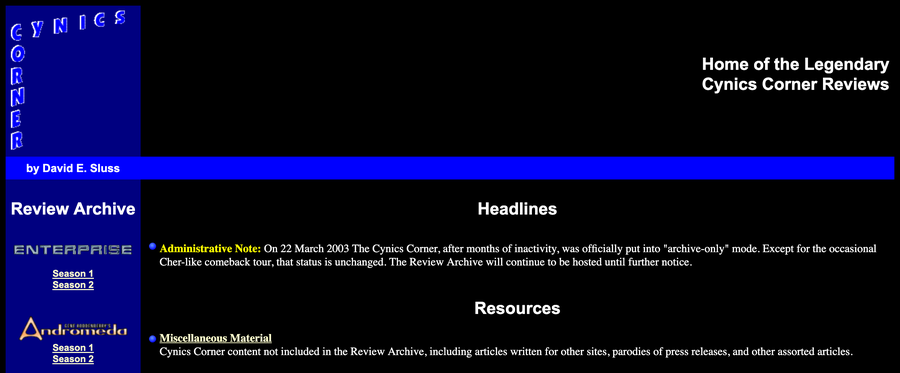 CYNICS
CORNER
Home of the Legendary
Cynics Corner Reviews
by David E. Sluss
Review Archive
ENTERPRISE
Season 1
Season 2
GENE RODDENBERRY'S
Andromeda
Season 1
Season 2
Headlines
Administrative Note: On 22 March 2003 The Cynics Corner, after months of inactivity, was officially put into "archive-only" mode. Except for the occasional
Cher-like comeback tour, that status is unchanged. The Review Archive will continue to be hosted until further notice.
Resources
Miscellaneous Material
Cynics Corner content not included in the Review Archive, including articles written for other sites, parodies of press releases, and other assorted articles.